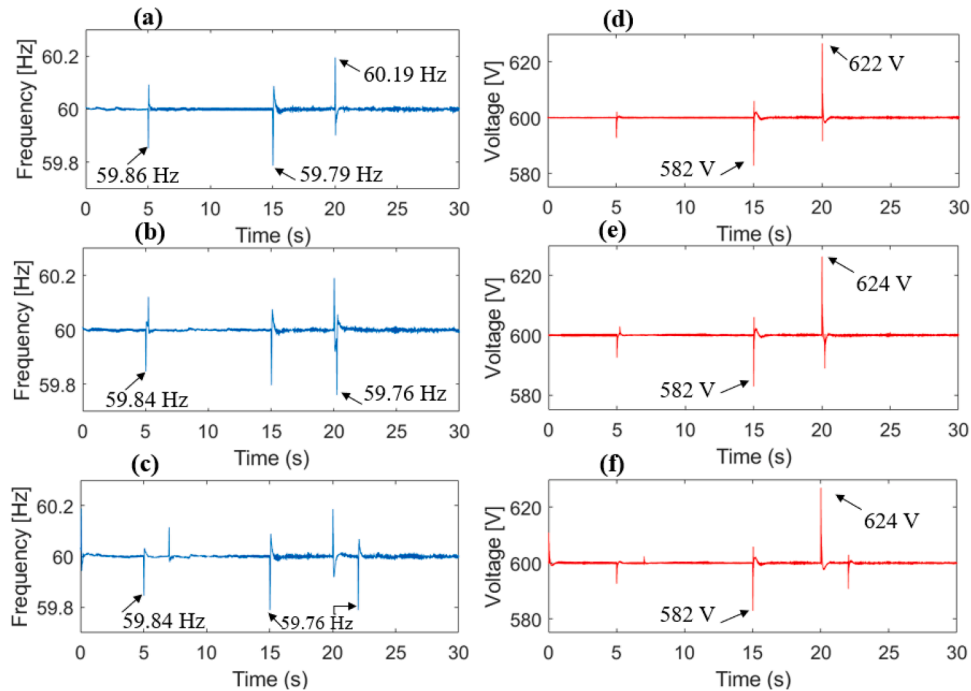 (a)
Frequency [Hz]
60.2
60
59.8
60.19 Hz
59.86 Hz
59.79 Hz
0 5 10 15 20 25 30
Time (s)
(d)
Voltage [V]
620
600
580
622 V
582 V
0 5 10 15 20 25 30
Time (s)
(b)
Frequency [Hz]
60.2
60
59.8
59.84 Hz
59.76 Hz
0 5 10 15 20 25 30
Time (s)
(e)
Voltage [V]
620
600
580
624 V
582 V
0 5 10 15 20 25 30
Time (s)
(c)
Frequency [Hz]
60.2
60
59.8
59.84 Hz
59.76 Hz
0 5 10 15 20 25 30
Time (s)
(f)
Voltage [V]
620
600
580
624 V
582 V
0 5 10 15 20 25 30
Time (s)